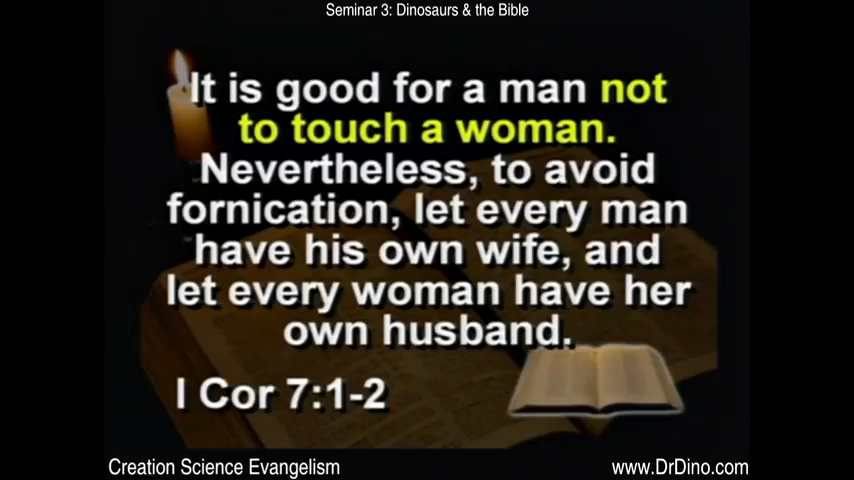 Seminar 3: Dinosaurs & the Bible
It is good for a man not
to touch a woman.
Nevertheless, to avoid
fornication, let every man
have his own wife, and
let every woman have her
own husband.
I Cor 7:1-2
Creation Science Evangelism
www.DrDino.com